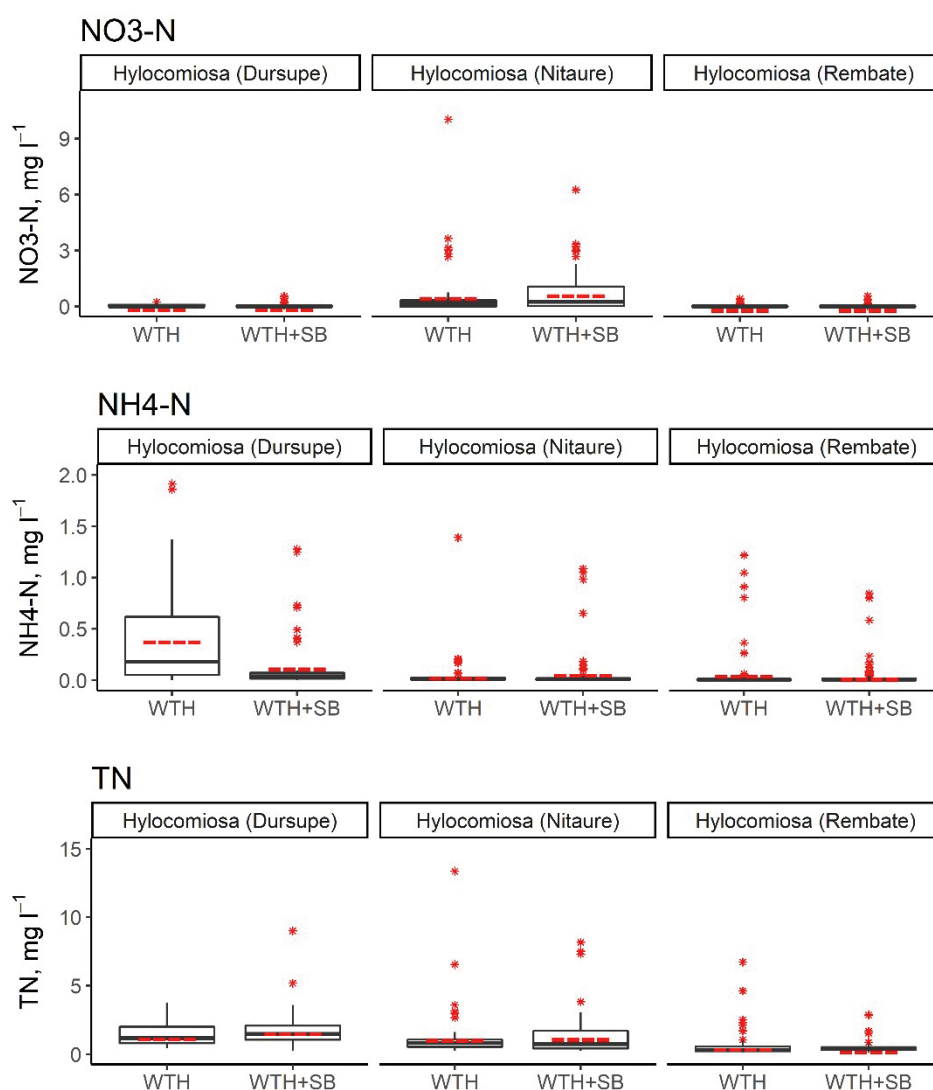 NO3-N
Hylocomiosa (Dursupe) Hylocomiosa (Nitaure) Hylocomiosa (Rembate)
NO3-N, mg l⁻¹
9
6
3
0
WTH WTH+SB WTH WTH+SB WTH WTH+SB
NH4-N
Hylocomiosa (Dursupe) Hylocomiosa (Nitaure) Hylocomiosa (Rembate)
NH4-N, mg l⁻¹
2.0
1.5
1.0
0.5
0.0
WTH WTH+SB WTH WTH+SB WTH WTH+SB
TN
Hylocomiosa (Dursupe) Hylocomiosa (Nitaure) Hylocomiosa (Rembate)
TN, mg l⁻¹
15
10
5
0
WTH WTH+SB WTH WTH+SB WTH WTH+SB